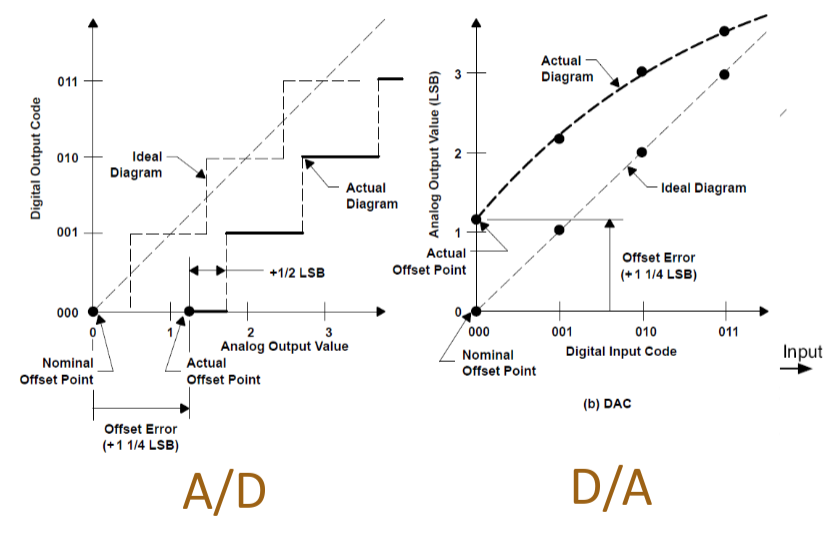 Digital Output Code
011
010
001
000
Ideal
Diagram
Actual
Diagram
+1/2 LSB
0
1
2
3
Analog Output Value
Nominal
Offset Point
Actual
Offset Point
Offset Error
(+1 1/4 LSB)
A/D
Analog Output Value (LSB)
3
2
1
0
Actual
Diagram
Ideal Diagram
Actual
Offset Point
Offset Error
(+1 1/4 LSB)
000
001
010
011
Digital Input Code
Nominal
Offset Point
(b) DAC
D/A
Input